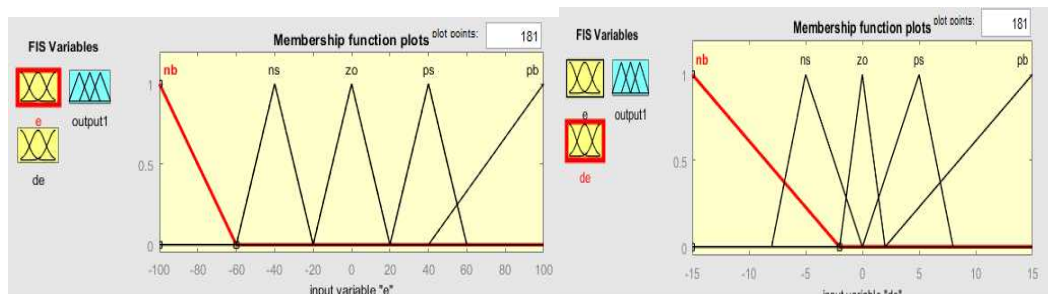 FIS Variables
e
output1
de
Membership function plots
plot points:
181
nb
ns
zo
ps
pb
1
0.5
0
-100
-80
-60
-40
-20
0
20
40
60
80
100
input variable "e"
FIS Variables
e
output1
de
Membership function plots
plot points:
181
nb
ns
zo
ps
pb
1
0.5
0
-15
-10
-5
0
5
10
15
input variable "de"